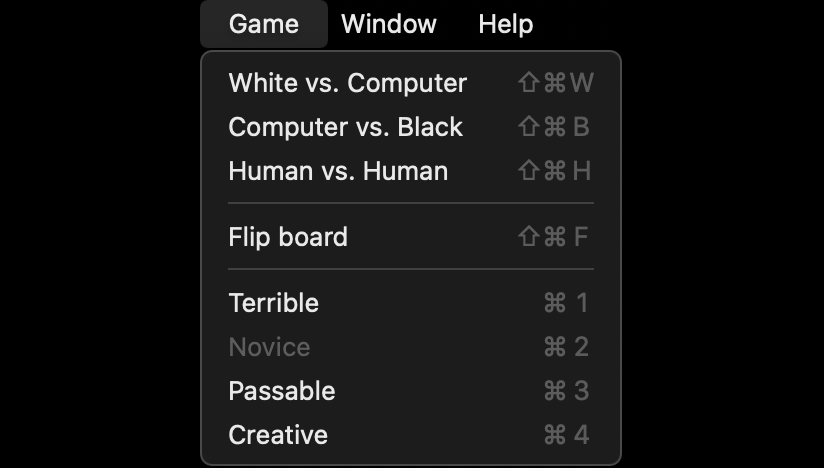 Game Window Help
White vs. Computer ⇧⌘W
Computer vs. Black ⇧⌘B
Human vs. Human ⇧⌘H
Flip board ⇧⌘F
Terrible ⌘1
Novice ⌘2
Passable ⌘3
Creative ⌘4